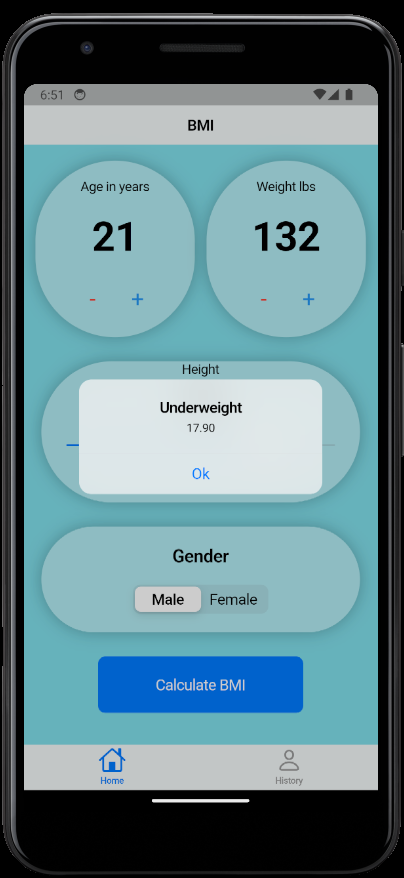 6:51
BMI
Age in years
Weight lbs
21
132
- +
- +
Height
Underweight
17.90
Ok
Gender
Male Female
Calculate BMI
Home
History